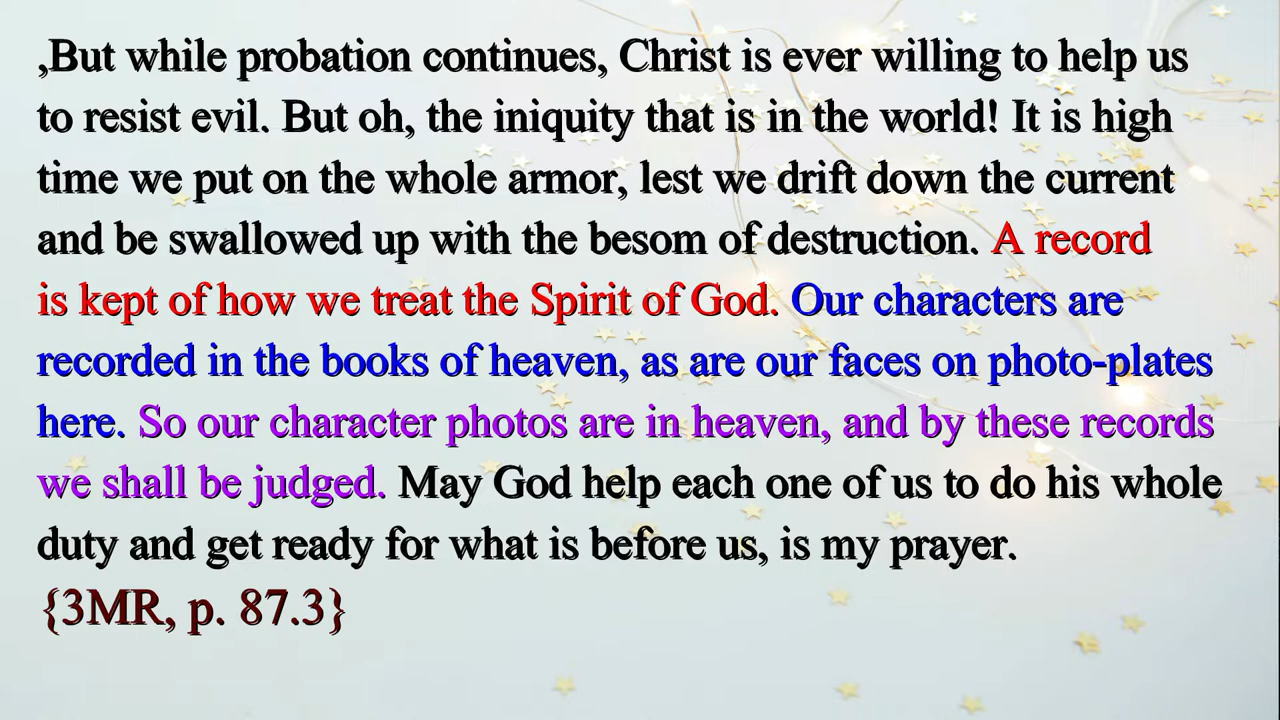 ,But while probation continues, Christ is ever willing to help us
to resist evil. But oh, the iniquity that is in the world! It is high
time we put on the whole armor, lest we drift down the current
and be swallowed up with the besom of destruction. A record
is kept of how we treat the Spirit of God. Our characters are
recorded in the books of heaven, as are our faces on photo-plates
here. So our character photos are in heaven, and by these records
we shall be judged. May God help each one of us to do his whole
duty and get ready for what is before us, is my prayer.
{3MR, p. 87.3}